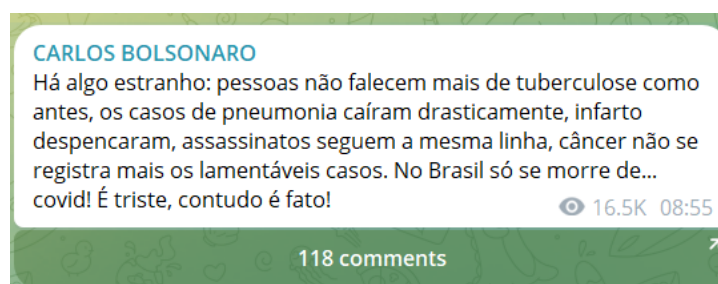 CARLOS BOLSONARO
Há algo estranho: pessoas não falecem mais de tuberculose como
antes, os casos de pneumonia caíram drasticamente, infarto
despencaram, assassinatos seguem a mesma linha, câncer não se
registra mais os lamentáveis casos. No Brasil só se morre de...
covid! É triste, contudo é fato!
16.5K 08:55
118 comments